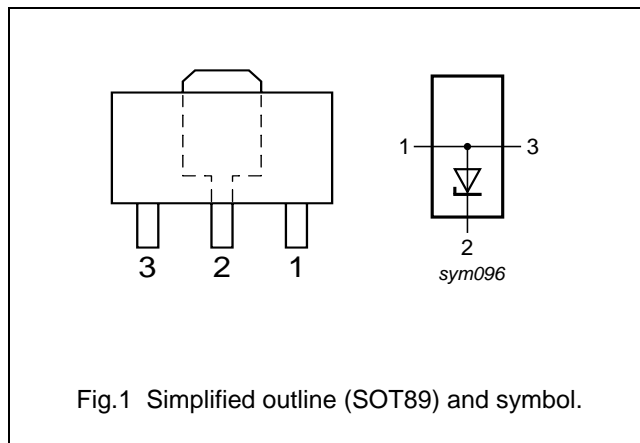 1
3
2
sym096
3 2 1
Fig.1 Simplified outline (SOT89) and symbol.